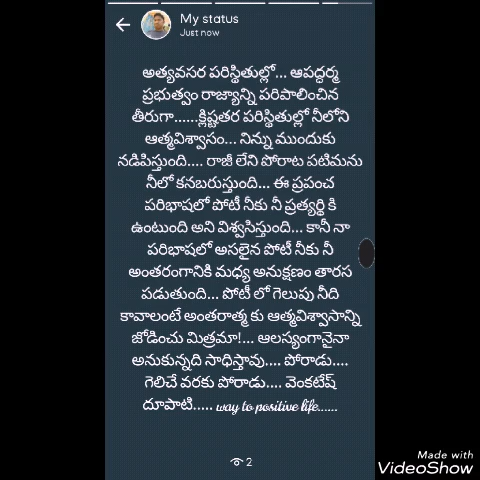 My status
Just now
అత్యవసర పరిస్థితుల్లో... ఆపద్ధర్మ
ప్రభుత్వం రాజ్యాన్ని పరిపాలించిన
తీరుగా......క్లిష్టతర పరిస్థితుల్లో నీలోని
ఆత్మవిశ్వాసం... నిన్ను ముందుకు
నడిపిస్తుంది.... రాజీ లేని పోరాట పటిమను
నీలో కనబరుస్తుంది... ఈ ప్రపంచ
పరిభాషలో పోటీ నీకు నీ ప్రత్యర్థి కి
ఉంటుంది అని విశ్వసిస్తుంది... కానీ నా
పరిభాషలో అసలైన పోటీ నీకు నీ
అంతరంగానికి మధ్య అనుక్షణం తారస
పడుతుంది... పోటీ లో గెలుపు నీది
కావాలంటే అంతరాత్మ కు ఆత్మవిశ్వాసాన్ని
జోడించు మిత్రమా!... ఆలస్యంగానైనా
అనుకున్నది సాధిస్తావు.... పోరాడు....
గెలిచే వరకు పోరాడు.... వెంకటేష్
దూపాటి..... way to positive life......
2
Made with
VideoShow